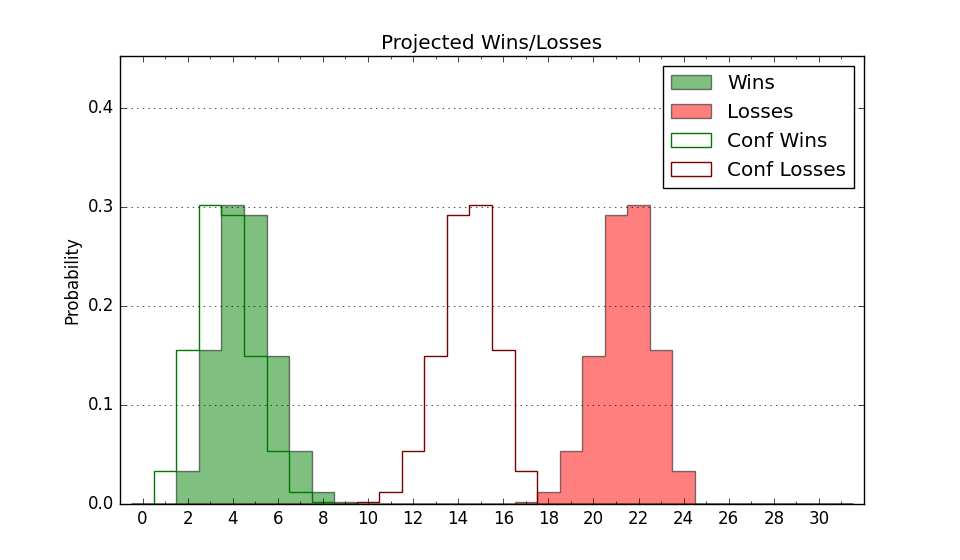 Projected Wins/Losses
Wins
Losses
Conf Wins
Conf Losses
Probability
0.4
0.3
0.2
0.1
0.0
0 2 4 6 8 10 12 14 16 18 20 22 24 26 28 30